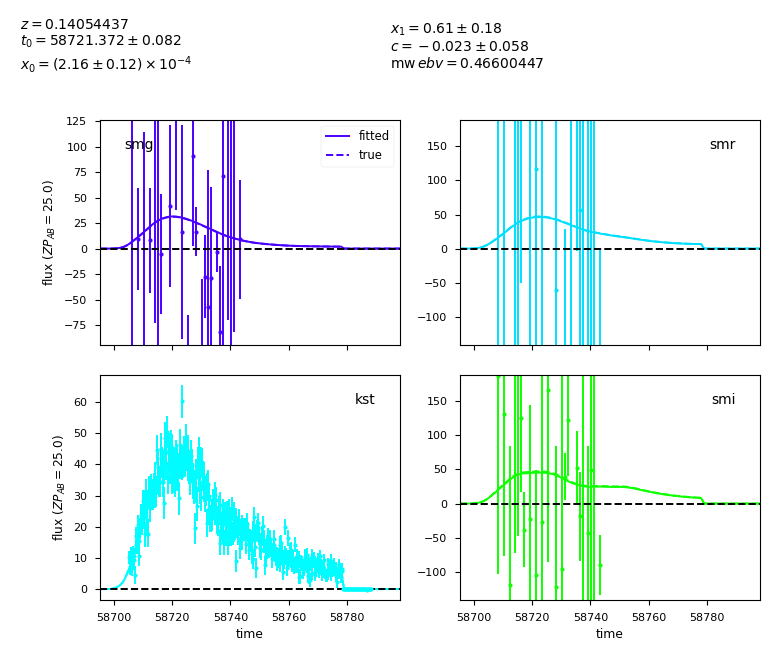 z = 0.14054437
t0 = 58721.372 ± 0.082
x0 = (2.16 ± 0.12) × 10^−4
x1 = 0.61 ± 0.18
c = −0.023 ± 0.058
mw ebv = 0.46600447
smg
fitted
true
125
100
75
50
25
0
−25
−50
−75
flux (ZP_AB = 25.0)
smr
150
100
50
0
−50
−100
kst
60
50
40
30
20
10
0
flux (ZP_AB = 25.0)
58700 58720 58740 58760 58780
time
smi
150
100
50
0
−50
−100
58700 58720 58740 58760 58780
time